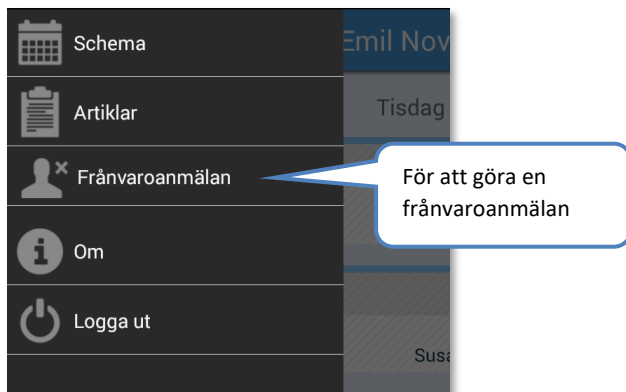 Schema
Emil Nov
Artiklar
Tisdag
Frånvaroanmälan
För att göra en
frånvaroanmälan
Om
Logga ut
Susa